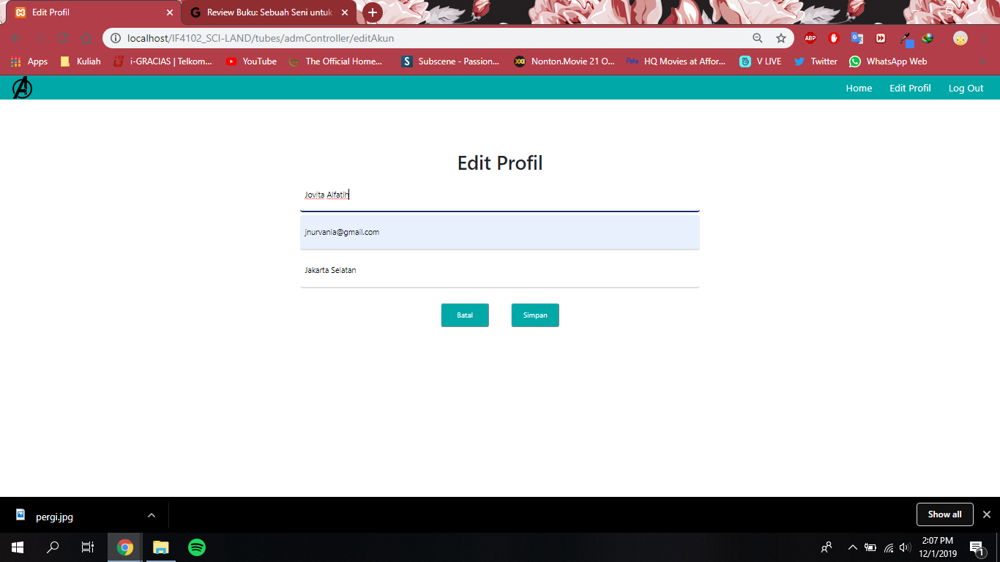 Edit Profil
Review Buku: Sebuah Seni untuk
localhost/IF4102_SCI-LAND/tubes/admController/editAkun
ABP
Apps
Kuliah
i-GRACIAS | Telkom...
YouTube
The Official Home...
Subscene - Passion...
Nonton.Movie 21 O...
HQ Movies at Affor...
V LIVE
Twitter
WhatsApp Web
Home
Edit Profil
Log Out
Edit Profil
Jovita Alfatih
jnurvania@gmail.com
Jakarta Selatan
Batal
Simpan
pergi.jpg
Show all
2:07 PM
12/1/2019
1